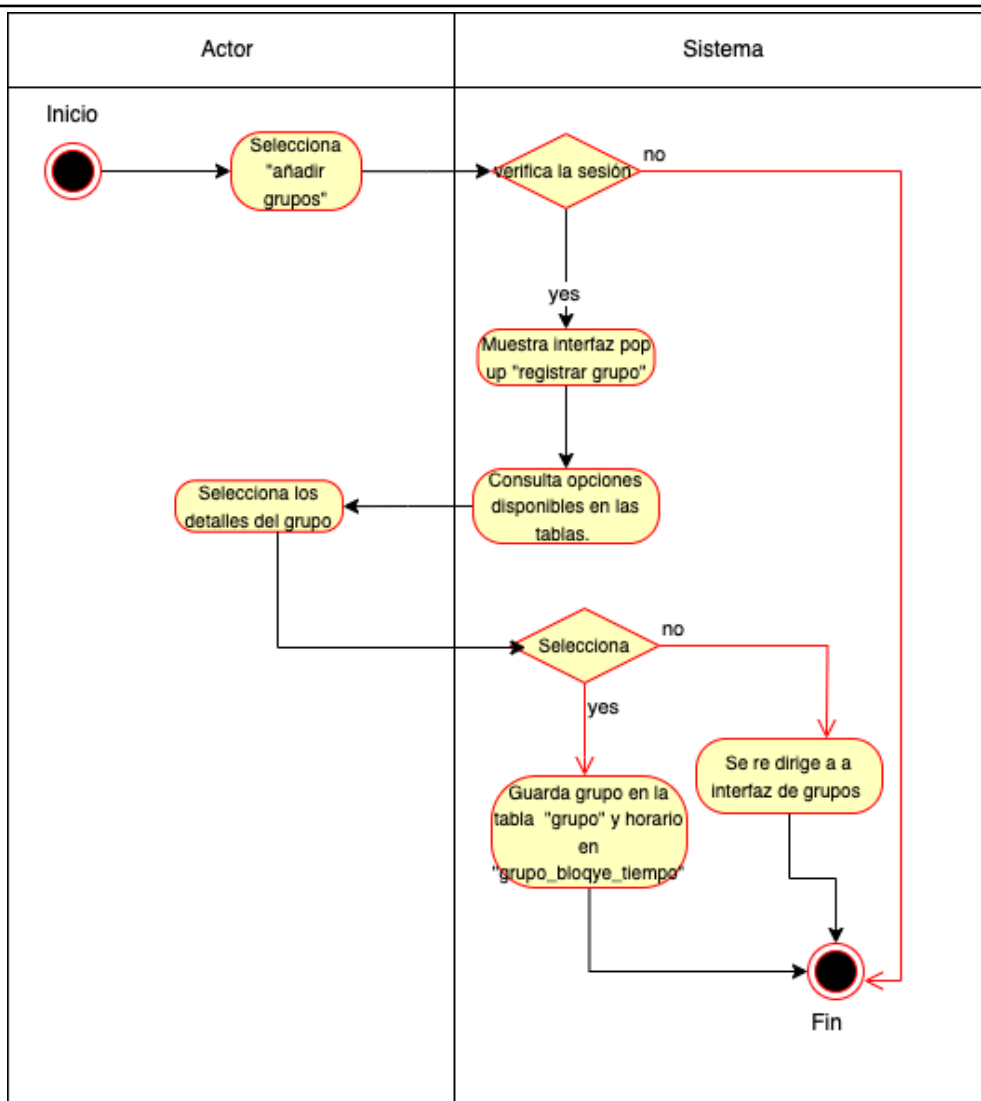 Actor
Sistema
Inicio
Selecciona
"añadir
grupos"
verifica la sesión
no
yes
Muestra interfaz pop
up "registrar grupo"
Consulta opciones
disponibles en las
tablas.
Selecciona los
detalles del grupo
Selecciona
no
yes
Se re dirige a a
interfaz de grupos
Guarda grupo en la
tabla "grupo" y horario
en
"grupo_bloqye_tiempo"
Fin